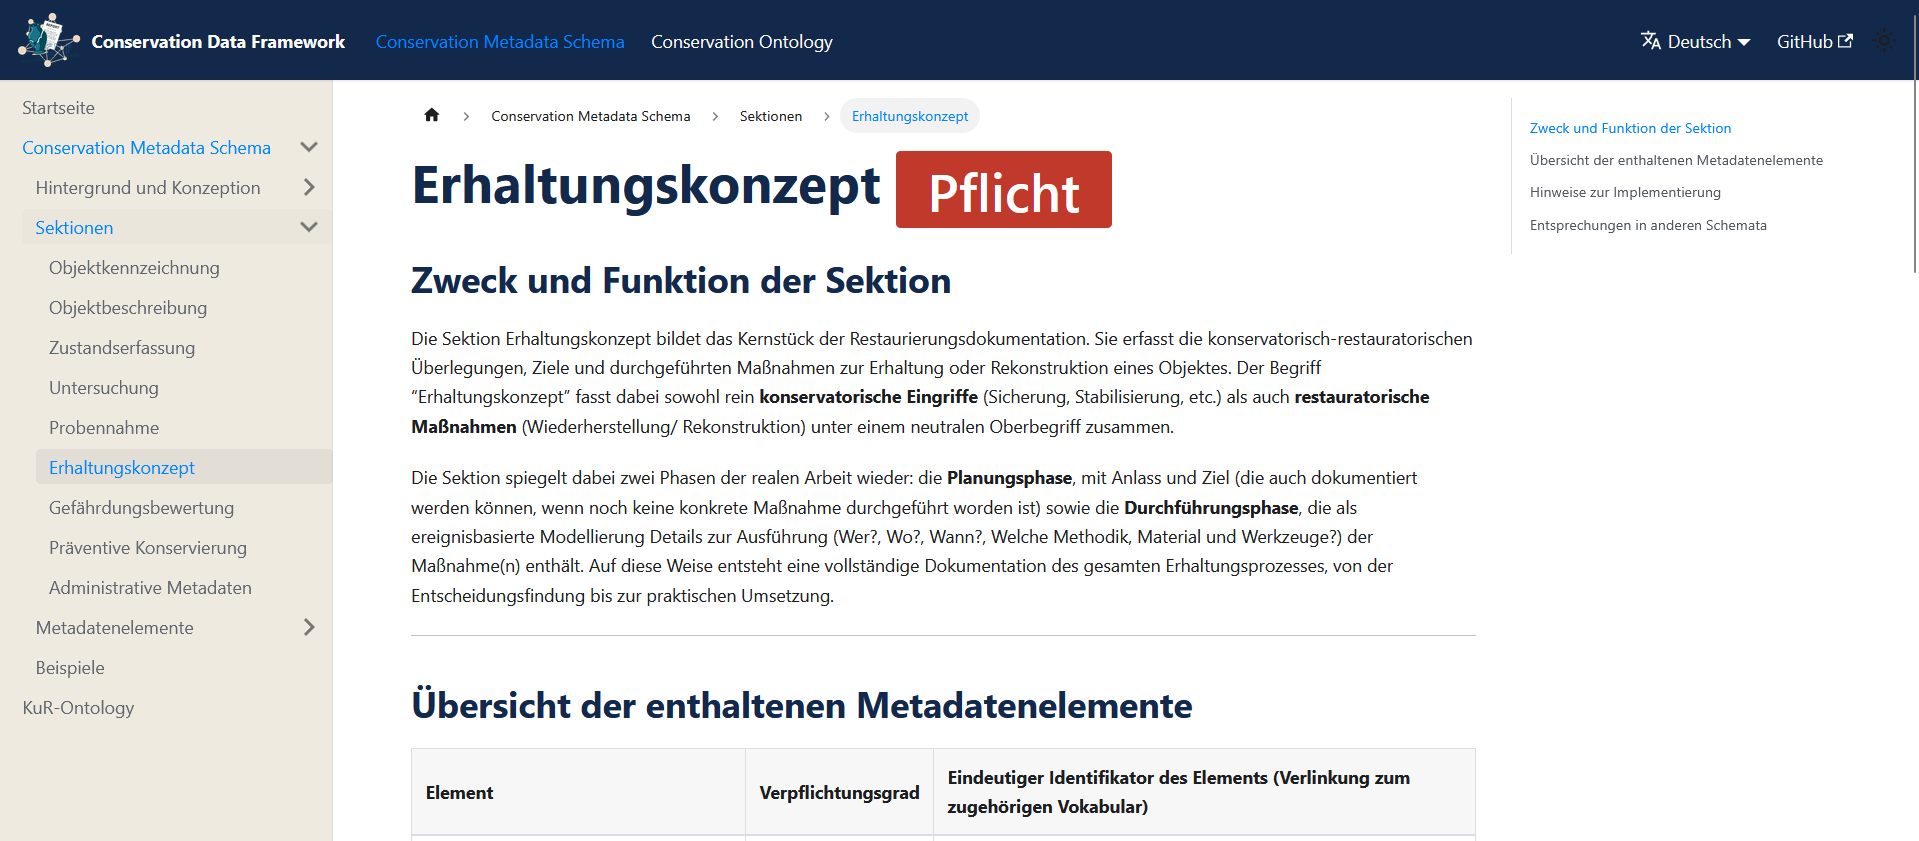 Conservation Data Framework
Conservation Metadata Schema
Conservation Ontology
Deutsch
GitHub
Startseite
Conservation Metadata Schema
Hintergrund und Konzeption
Sektionen
Objektkennzeichnung
Objektbeschreibung
Zustandserfassung
Untersuchung
Probennahme
Erhaltungskonzept
Gefährdungsbewertung
Präventive Konservierung
Administrative Metadaten
Metadatenelemente
Beispiele
KuR-Ontology
Conservation Metadata Schema
Sektionen
Erhaltungskonzept
Erhaltungskonzept Pflicht
Zweck und Funktion der Sektion
Die Sektion Erhaltungskonzept bildet das Kernstück der Restaurierungsdokumentation. Sie erfasst die konservatorisch-restauratorischen
Überlegungen, Ziele und durchgeführten Maßnahmen zur Erhaltung oder Rekonstruktion eines Objektes. Der Begriff
“Erhaltungskonzept” fasst dabei sowohl rein konservatorische Eingriffe (Sicherung, Stabilisierung, etc.) als auch restauratorische
Maßnahmen (Wiederherstellung/ Rekonstruktion) unter einem neutralen Oberbegriff zusammen.
Die Sektion spiegelt dabei zwei Phasen der realen Arbeit wieder: die Planungsphase, mit Anlass und Ziel (die auch dokumentiert
werden können, wenn noch keine konkrete Maßnahme durchgeführt worden ist) sowie die Durchführungsphase, die als
ereignisbasierte Modellierung Details zur Ausführung (Wer?, Wo?, Wann?, Welche Methodik, Material und Werkzeuge?) der
Maßnahme(n) enthält. Auf diese Weise entsteht eine vollständige Dokumentation des gesamten Erhaltungsprozesses, von der
Entscheidungsfindung bis zur praktischen Umsetzung.
Übersicht der enthaltenen Metadatenelemente
Element
Verpflichtungsgrad
Eindeutiger Identifikator des Elements (Verlinkung zum
zugehörigen Vokabular)
Zweck und Funktion der Sektion
Übersicht der enthaltenen Metadatenelemente
Hinweise zur Implementierung
Entsprechungen in anderen Schemata